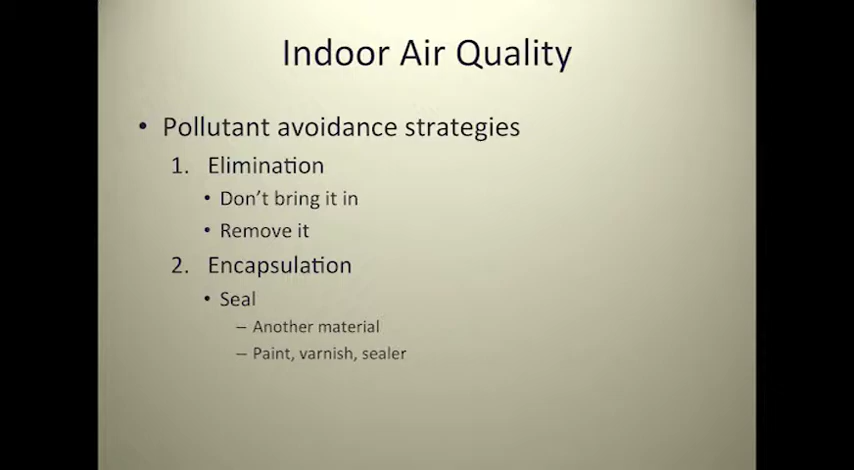 Indoor Air Quality
• Pollutant avoidance strategies
1. Elimination
• Don't bring it in
• Remove it
2. Encapsulation
• Seal
– Another material
– Paint, varnish, sealer